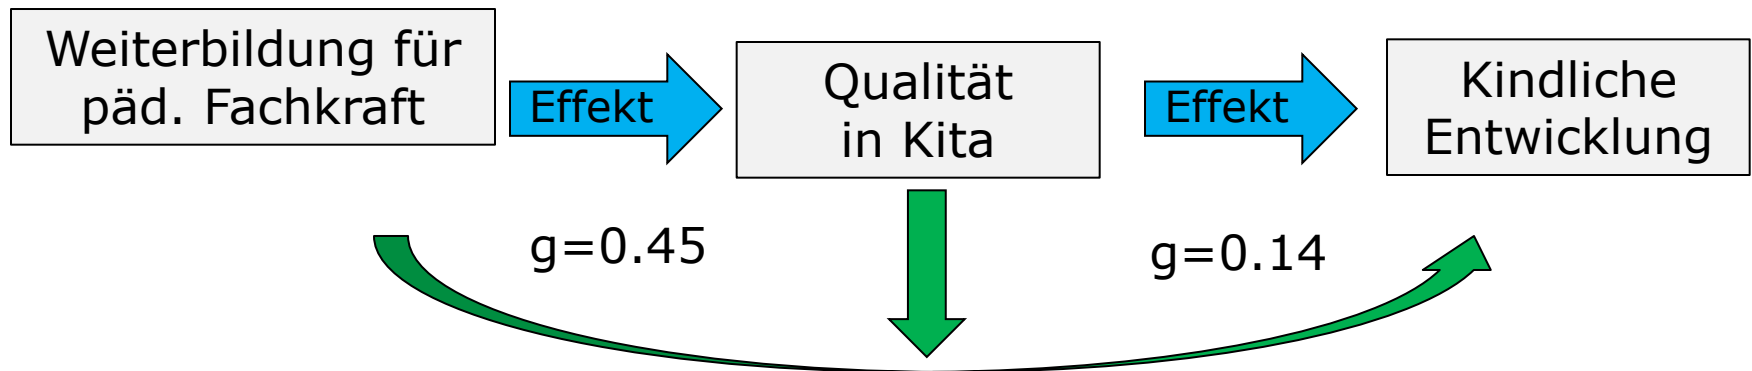 Weiterbildung für
päd. Fachkraft
Effekt
Qualität
in Kita
Effekt
Kindliche
Entwicklung
g=0.45
g=0.14